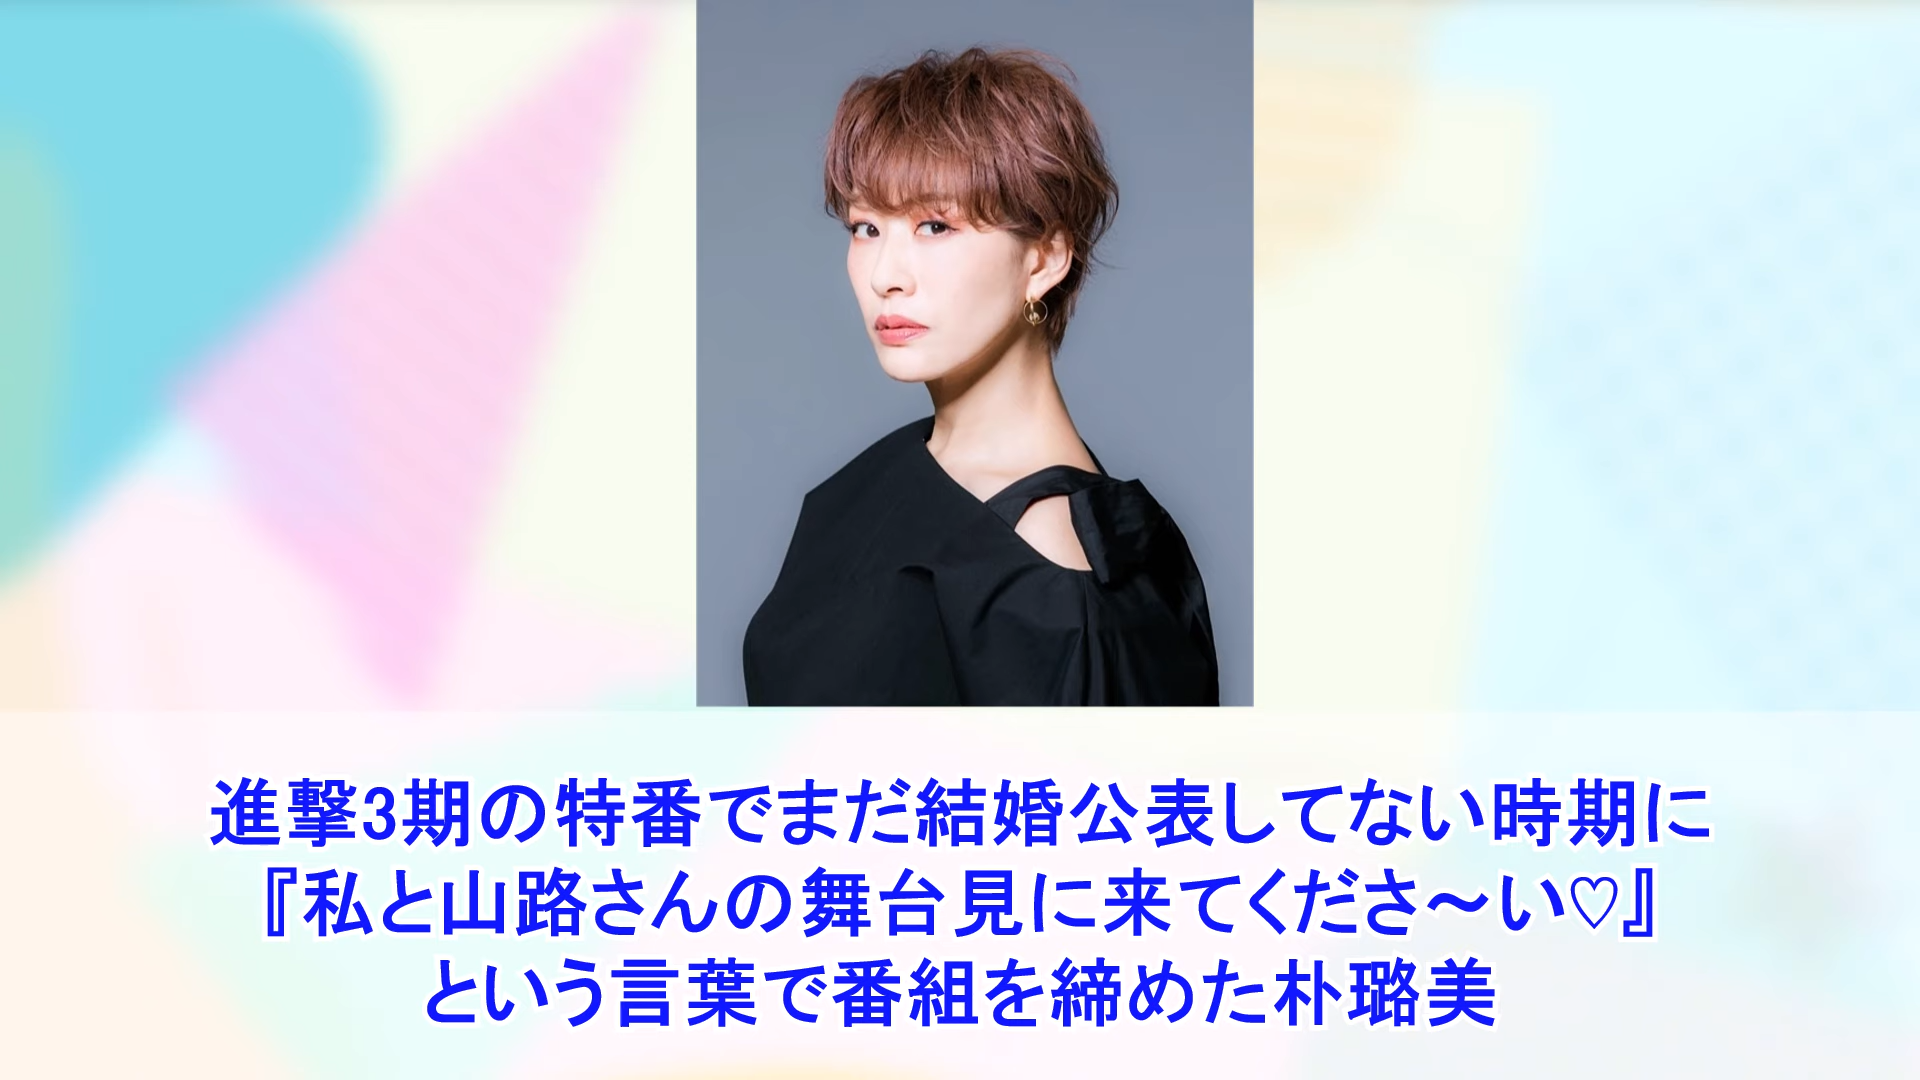 進撃3期の特番でまだ結婚公表してない時期に
『私と山路さんの舞台見に来てくださ～い♡』
という言葉で番組を締めた朴璐美